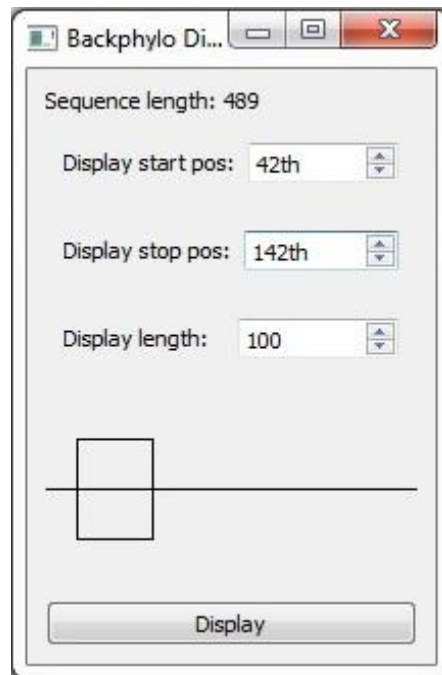 Backphylo Di...
Sequence length: 489
Display start pos: 42th
Display stop pos: 142th
Display length: 100
Display